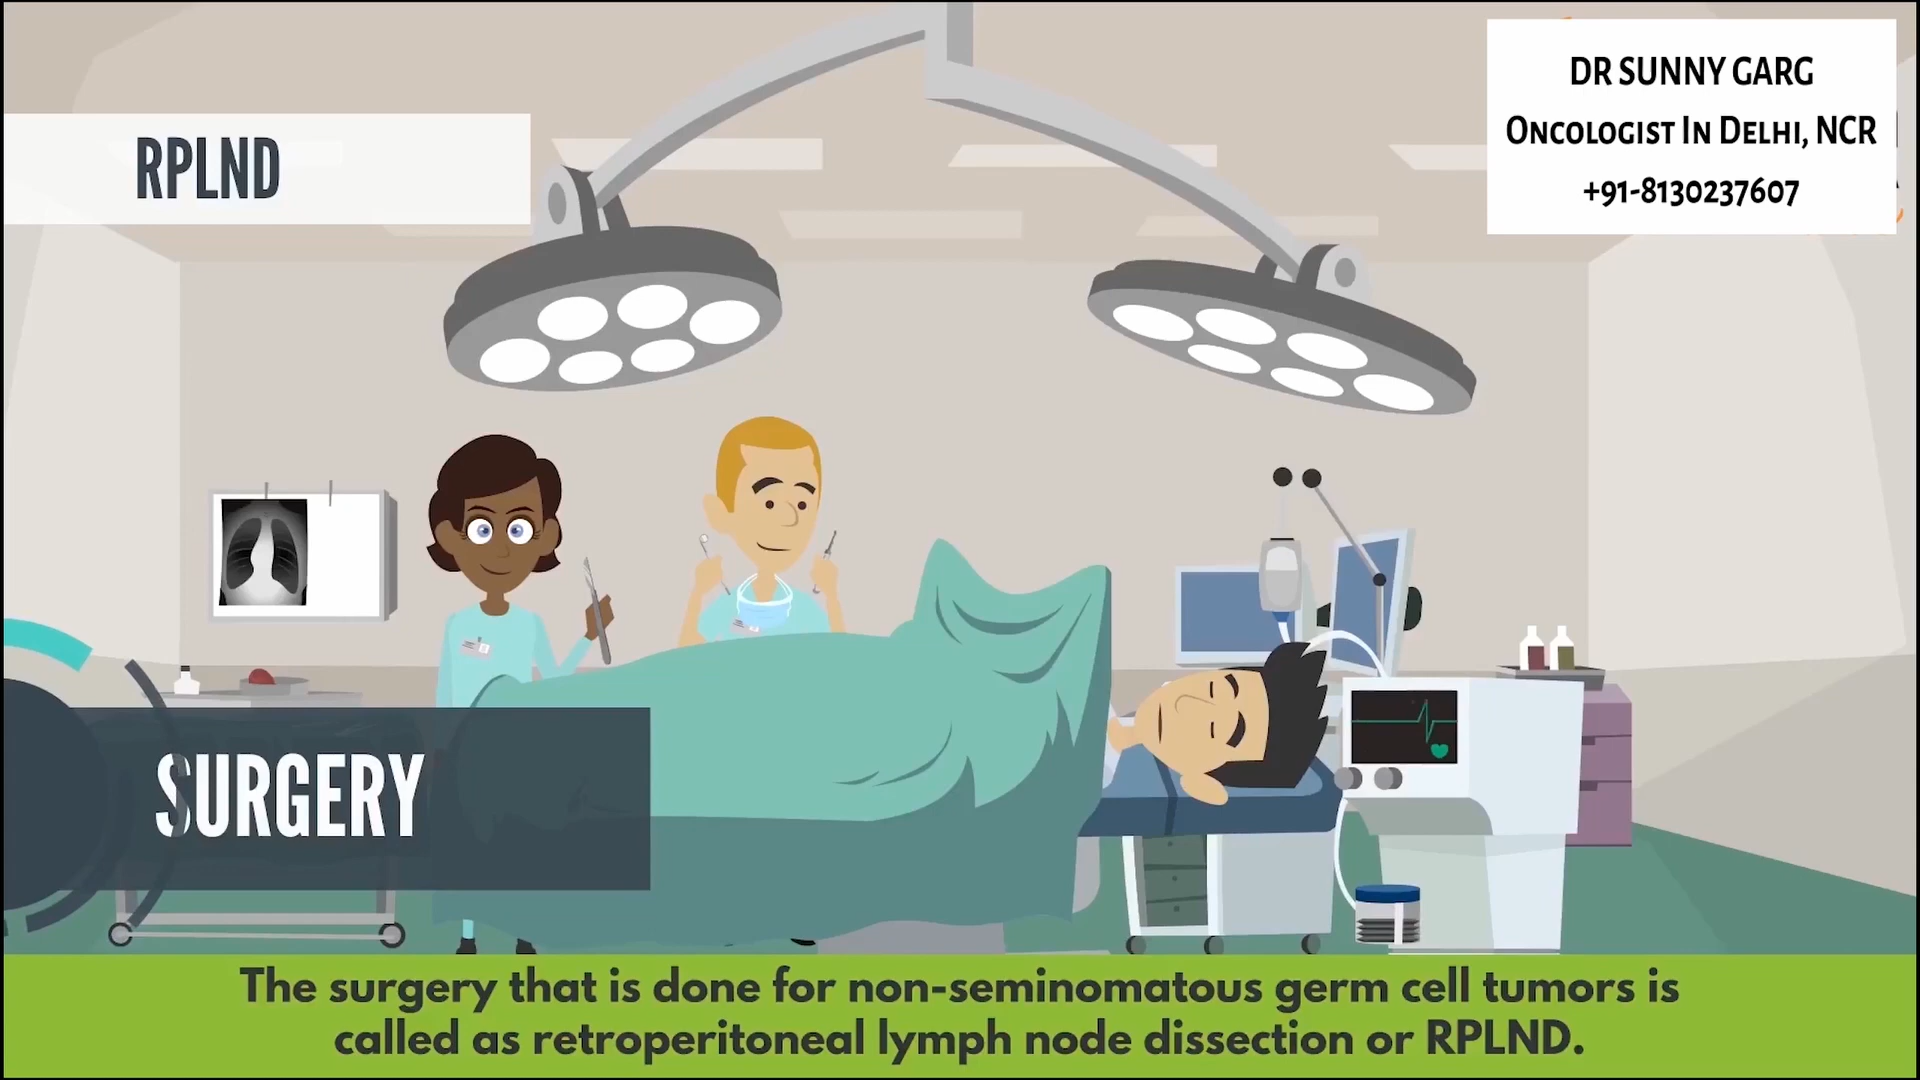 DR SUNNY GARG
ONCOLOGIST IN DELHI, NCR
+91-8130237607
RPLND
SURGERY
The surgery that is done for non-seminomatous germ cell tumors is
called as retroperitoneal lymph node dissection or RPLND.